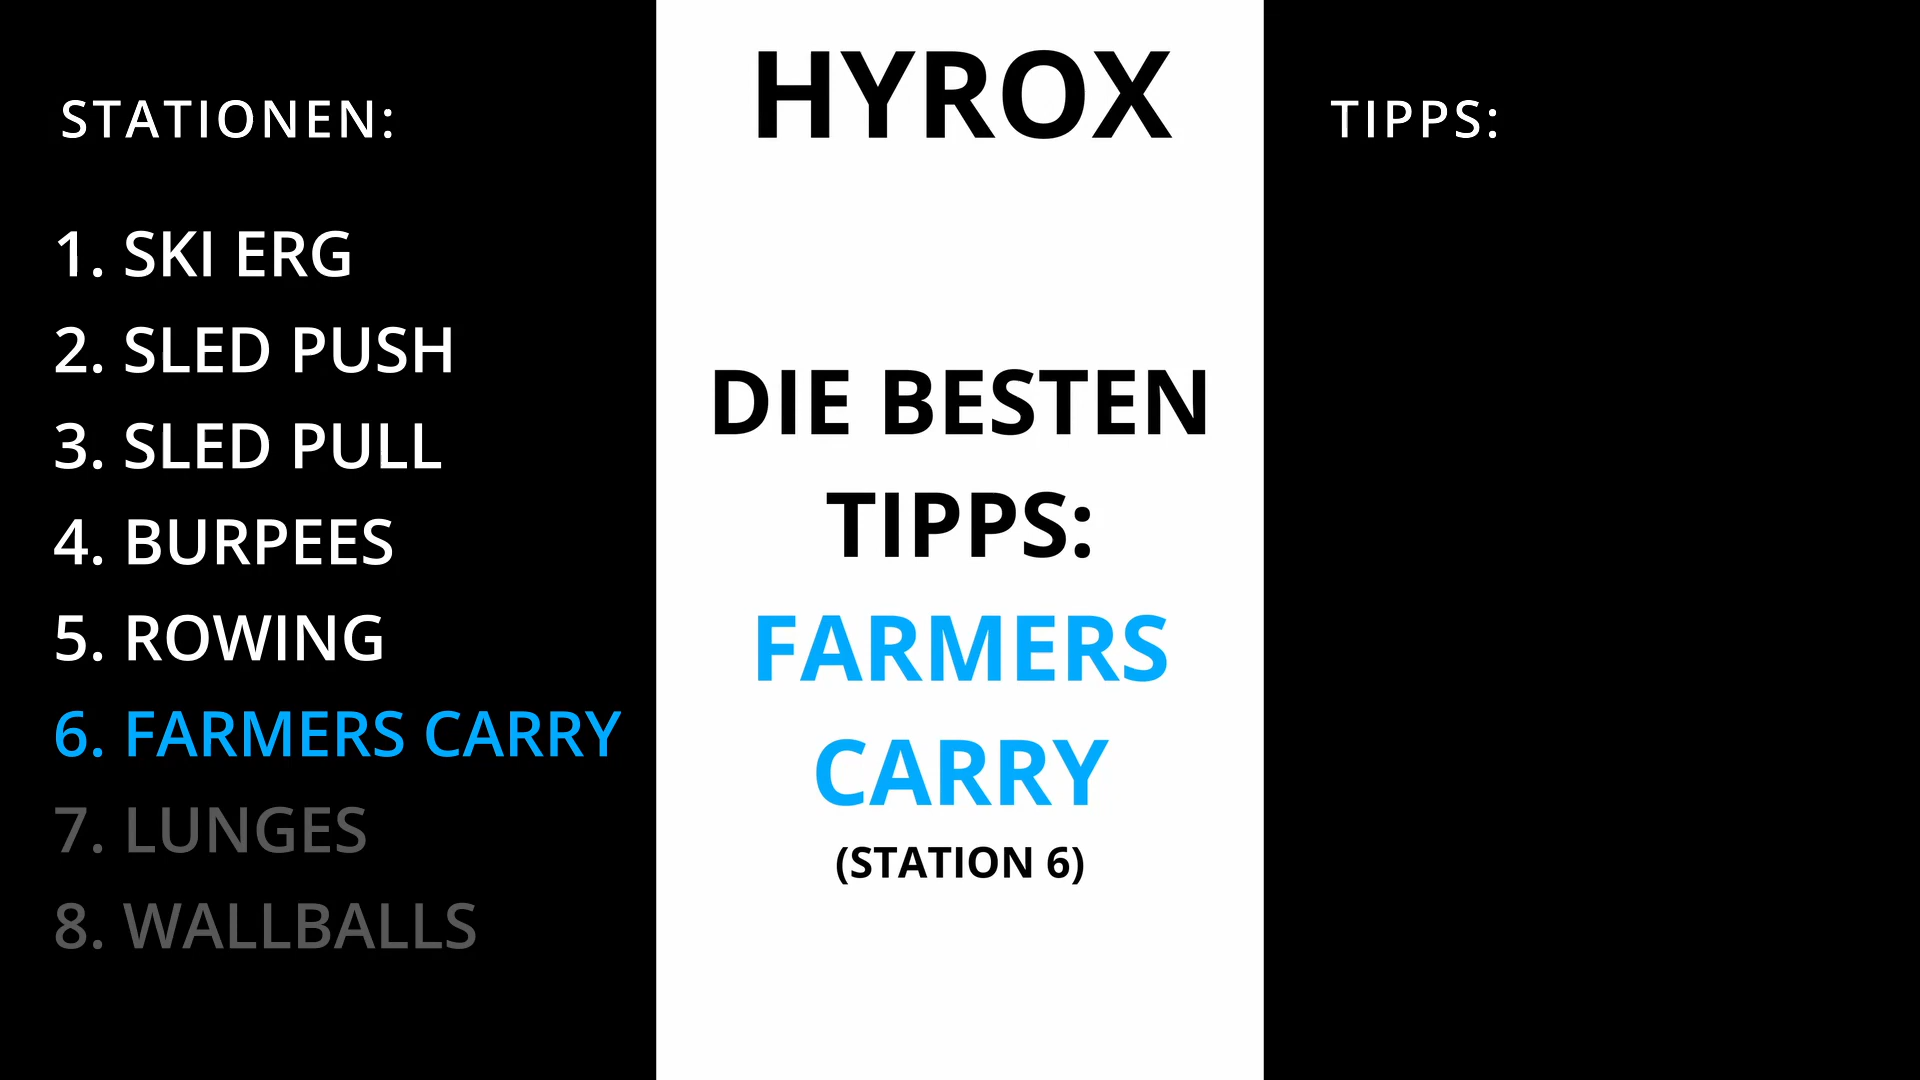 STATIONEN:
1. SKI ERG
2. SLED PUSH
3. SLED PULL
4. BURPEES
5. ROWING
6. FARMERS CARRY
7. LUNGES
8. WALLBALLS
HYROX
DIE BESTEN
TIPPS:
FARMERS
CARRY
(STATION 6)
TIPPS: